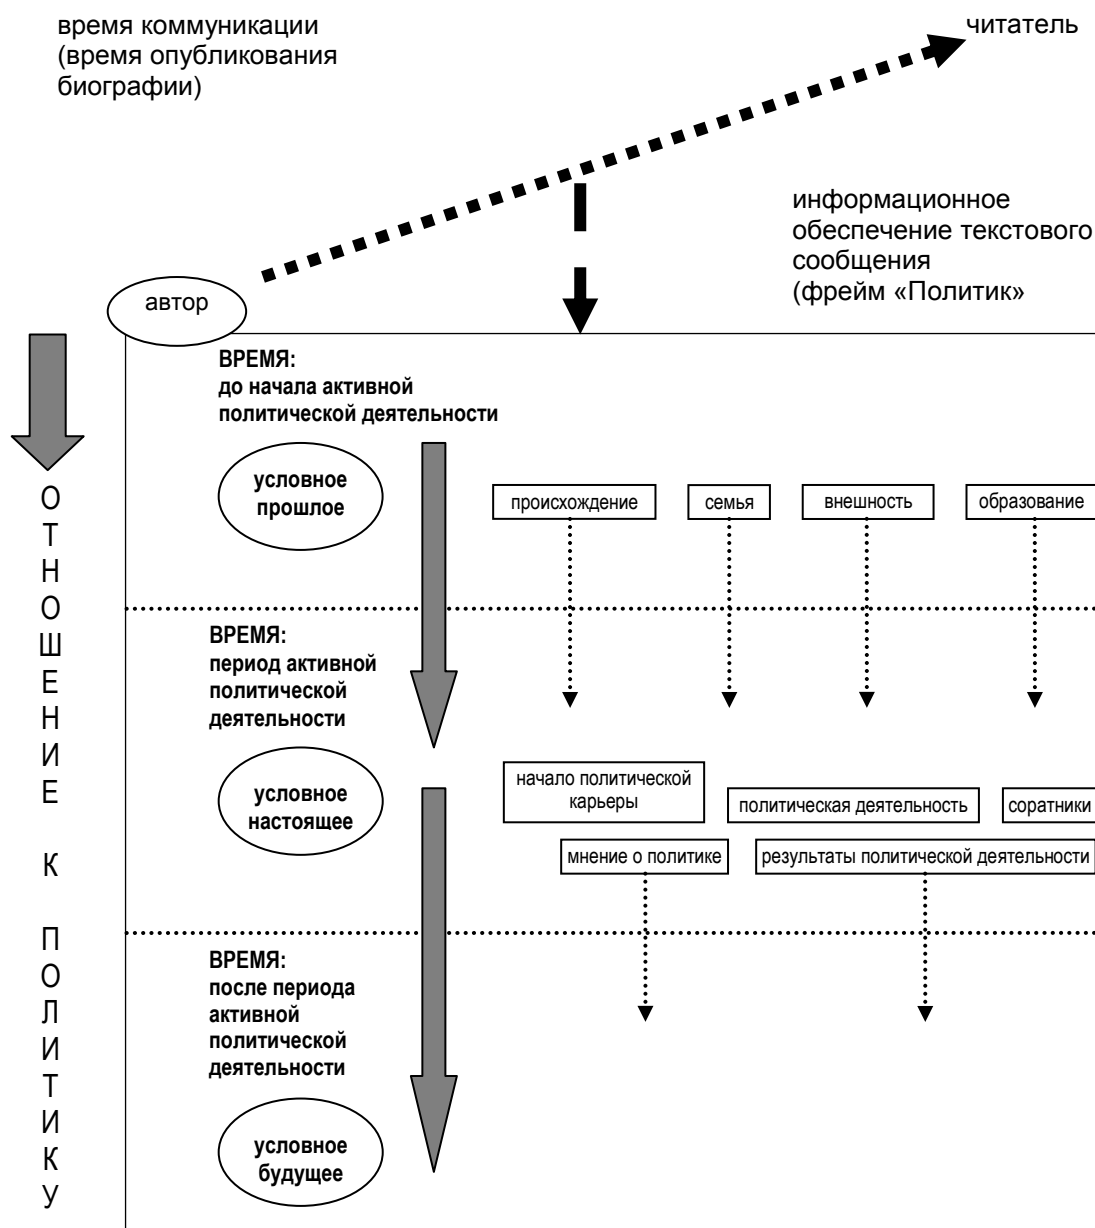 время коммуникации
(время опубликования
биографии)
читатель
информационное
обеспечение текстового
сообщения
(фрейм «Политик»
автор
ОТНОШЕНИЕ К ПОЛИТИКУ
ВРЕМЯ:
до начала активной
политической деятельности
условное
прошлое
происхождение
семья
внешность
образование
ВРЕМЯ:
период активной
политической
деятельности
условное
настоящее
начало политической
карьеры
политическая деятельность
соратники
мнение о политике
результаты политической деятельности
ВРЕМЯ:
после периода
активной
политической
деятельности
условное
будущее